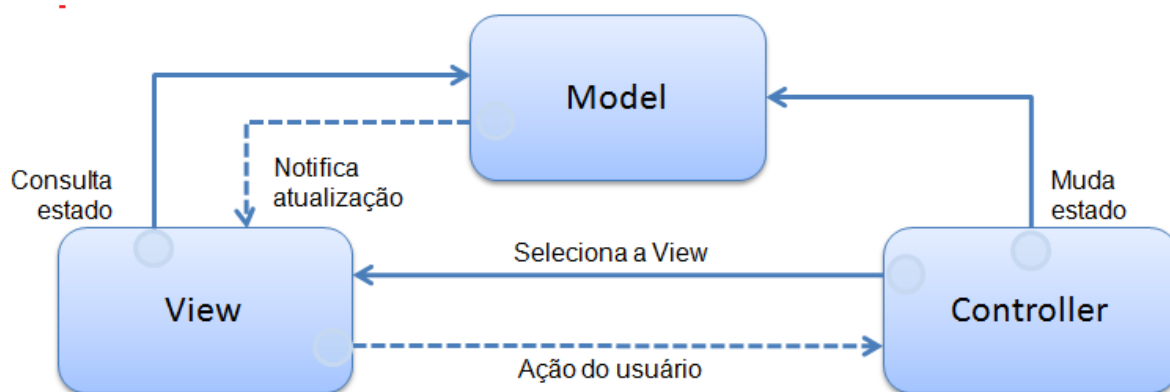 Model
Notifica
atualização
Consulta
estado
Muda
estado
Seleciona a View
View
Controller
Ação do usuário